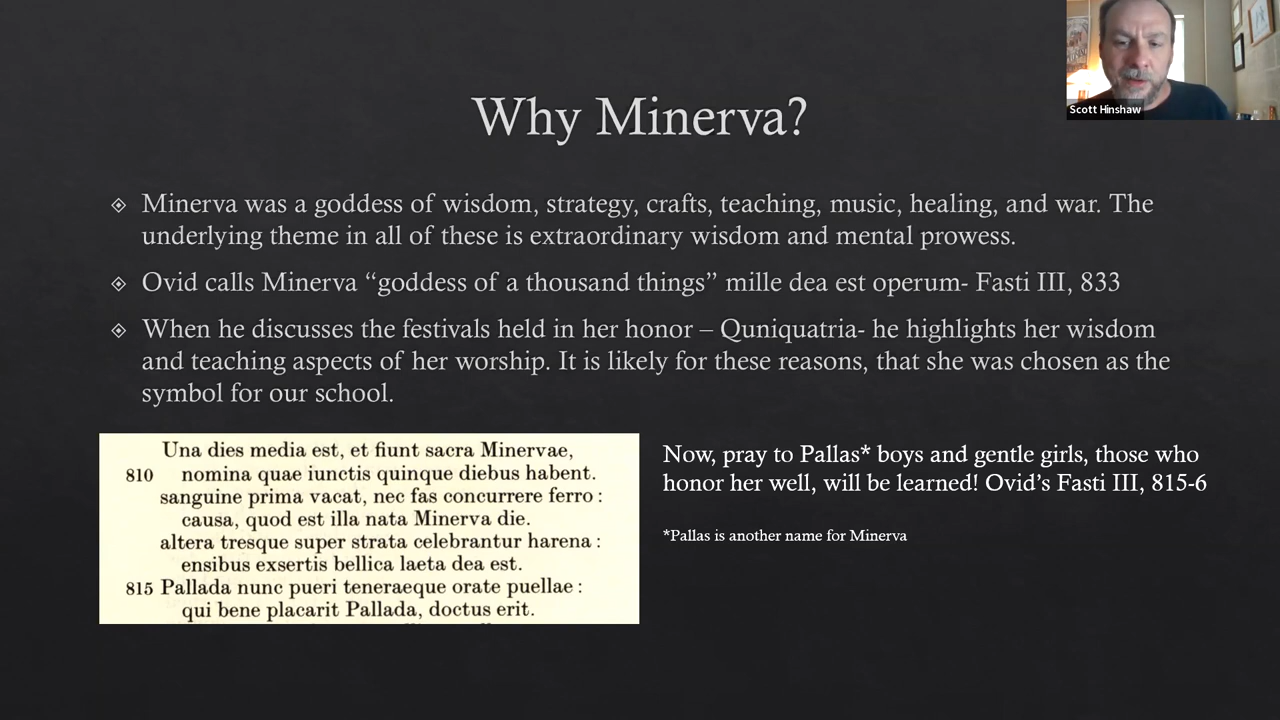 Scott Hinshaw
Why Minerva?
Minerva was a goddess of wisdom, strategy, crafts, teaching, music, healing, and war. The
underlying theme in all of these is extraordinary wisdom and mental prowess.
Ovid calls Minerva “goddess of a thousand things” mille dea est operum- Fasti III, 833
When he discusses the festivals held in her honor – Quniquatria- he highlights her wisdom
and teaching aspects of her worship. It is likely for these reasons, that she was chosen as the
symbol for our school.
Una dies media est, et fiunt sacra Minervae,
810 nomina quae iunctis quinque diebus habent.
sanguine prima vacat, nec fas concurrere ferro :
causa, quod est illa nata Minerva die.
altera tresque super strata celebrantur harena :
ensibus exsertis bellica laeta dea est.
815 Pallada nunc pueri teneraeque orate puellae :
qui bene placarit Pallada, doctus erit.
Now, pray to Pallas* boys and gentle girls, those who
honor her well, will be learned! Ovid’s Fasti III, 815-6
*Pallas is another name for Minerva